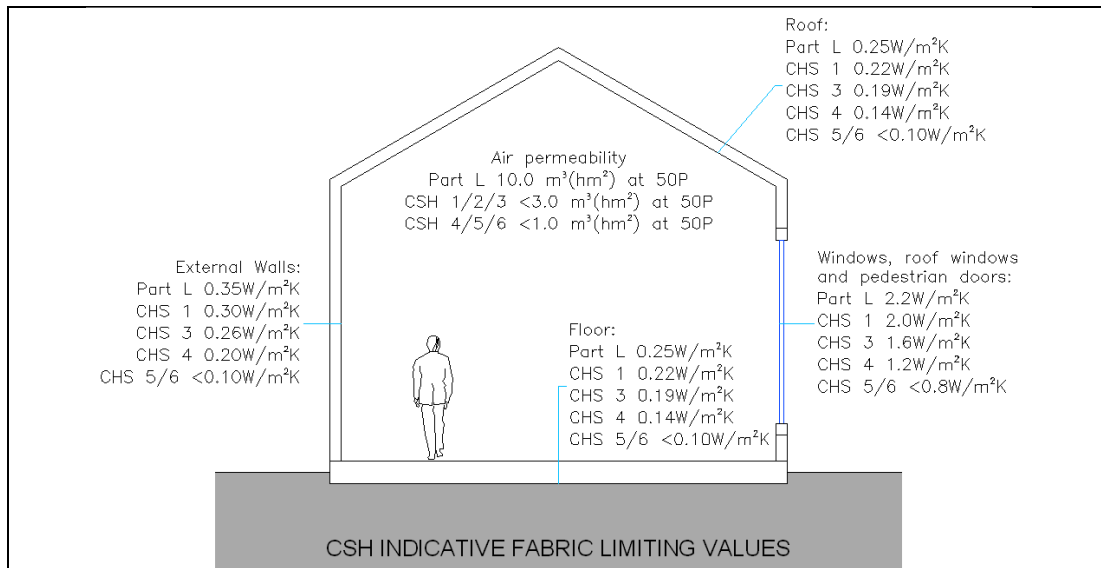 Roof:
Part L 0.25W/m²K
CHS 1 0.22W/m²K
CHS 3 0.19W/m²K
CHS 4 0.14W/m²K
CHS 5/6 <0.10W/m²K
Air permeability
Part L 10.0 m³(hm²) at 50P
CSH 1/2/3 <3.0 m³(hm²) at 50P
CSH 4/5/6 <1.0 m³(hm²) at 50P
External Walls:
Part L 0.35W/m²K
CHS 1 0.30W/m²K
CHS 3 0.26W/m²K
CHS 4 0.20W/m²K
CHS 5/6 <0.10W/m²K
Floor:
Part L 0.25W/m²K
CHS 1 0.22W/m²K
CHS 3 0.19W/m²K
CHS 4 0.14W/m²K
CHS 5/6 <0.10W/m²K
Windows, roof windows
and pedestrian doors:
Part L 2.2W/m²K
CHS 1 2.0W/m²K
CHS 3 1.6W/m²K
CHS 4 1.2W/m²K
CHS 5/6 <0.8W/m²K
CSH INDICATIVE FABRIC LIMITING VALUES